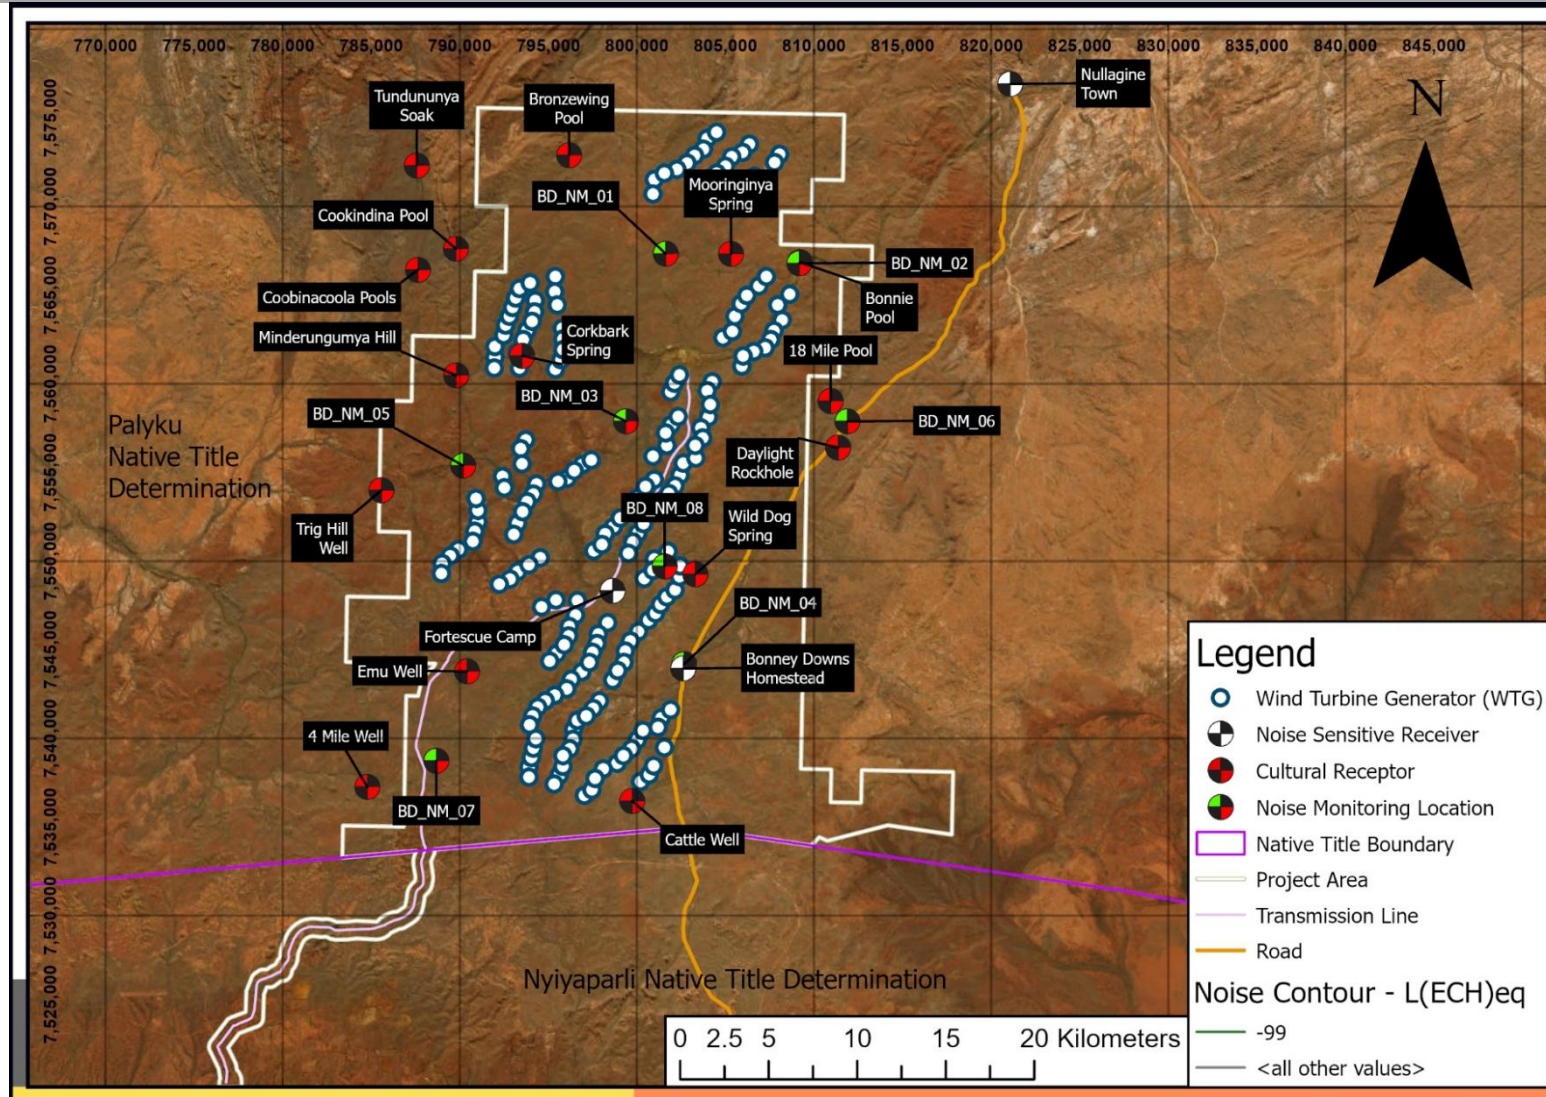 770,000 775,000 780,000 785,000 790,000 795,000 800,000 805,000 810,000 815,000 820,000 825,000 830,000 835,000 840,000 845,000
7,575,000
7,570,000
7,565,000
7,560,000
7,555,000
7,550,000
7,545,000
7,540,000
7,535,000
7,530,000
7,525,000
Nullagine
Town
N
Tundununya
Soak
Bronzewing
Pool
BD_NM_01
Mooringinya
Spring
Cookindina Pool
BD_NM_02
Coobinacoola Pools
Bonnie
Pool
Minderungumya Hill
Corkbark
Spring
18 Mile Pool
BD_NM_03
BD_NM_05
BD_NM_06
Palyku
Native Title
Determination
Daylight
Rockhole
Trig Hill
Well
BD_NM_08
Wild Dog
Spring
BD_NM_04
Fortescue Camp
Emu Well
Bonney Downs
Homestead
4 Mile Well
BD_NM_07
Cattle Well
Nyiyaparli Native Title Determination
0 2.5 5 10 15 20 Kilometers
Legend
Wind Turbine Generator (WTG)
Noise Sensitive Receiver
Cultural Receptor
Noise Monitoring Location
Native Title Boundary
Project Area
Transmission Line
Road
Noise Contour - L(ECH)eq
-99
<all other values>